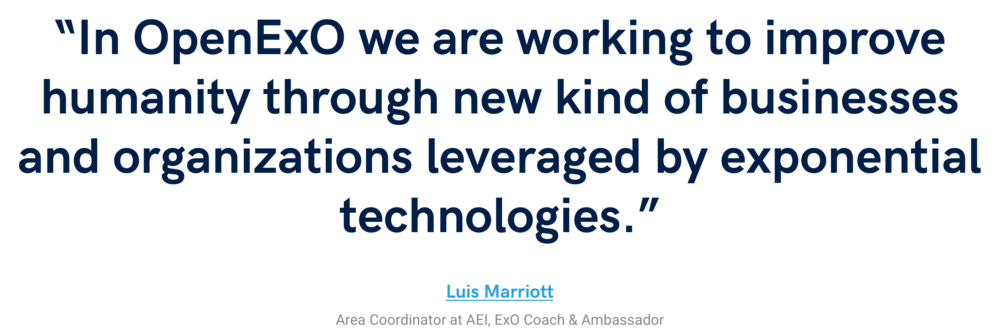 “In OpenExO we are working to improve
humanity through new kind of businesses
and organizations leveraged by exponential
technologies.”
Luis Marriott
Area Coordinator at AEI, ExO Coach & Ambassador